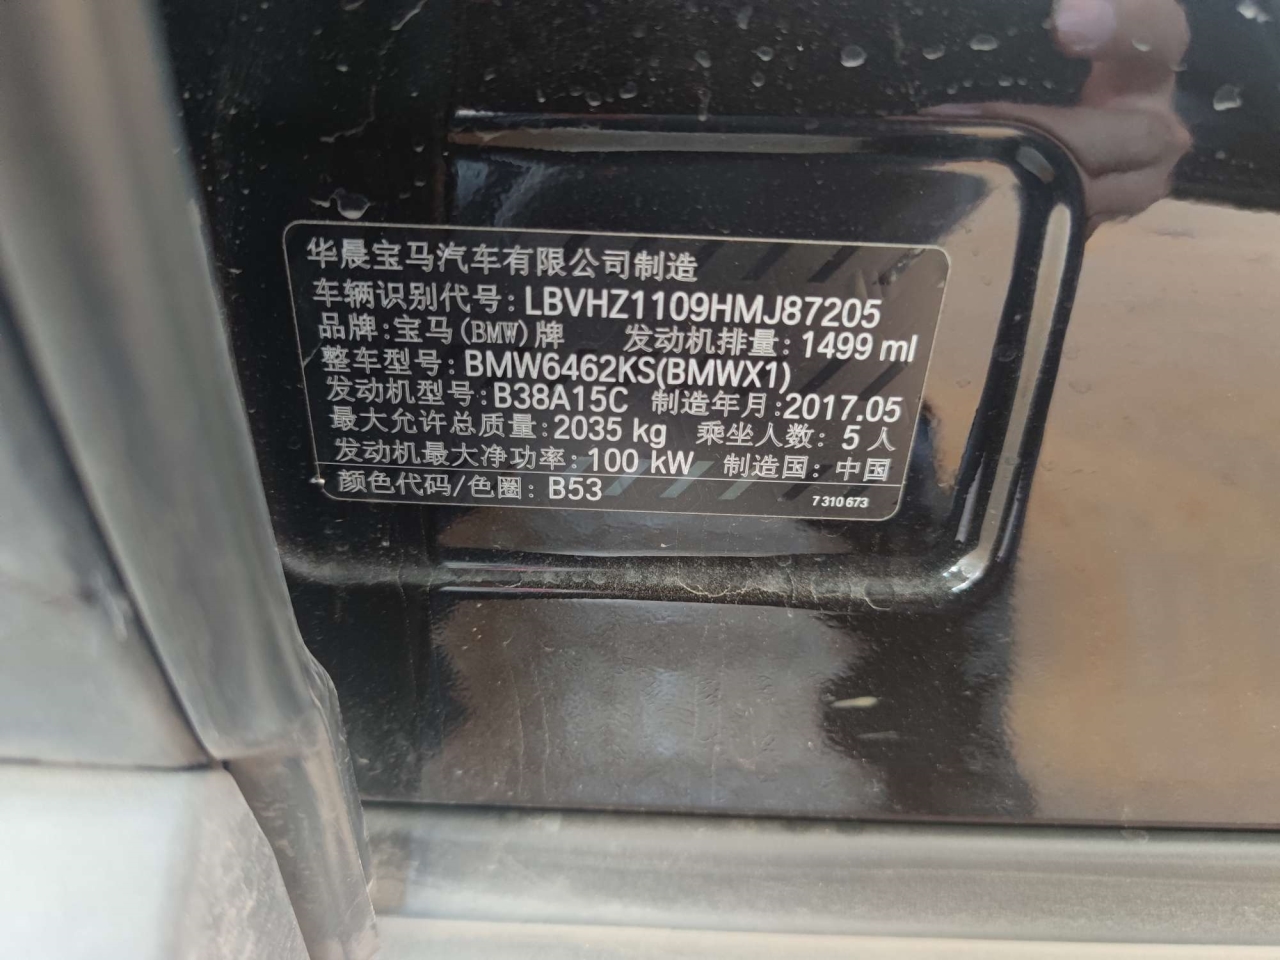 华晨宝马汽车有限公司制造
车辆识别代号: LBVHZ1109HMJ87205
品牌:宝马(BMW)牌 发动机排量: 1499 ml
整车型号: BMW6462KS(BMWX1)
发动机型号: B38A15C 制造年月:2017.05
最大允许总质量: 2035 kg 乘坐人数: 5 人
发动机最大净功率: 100 kW 制造国: 中国
颜色代码/色圈: B53
7 310 673